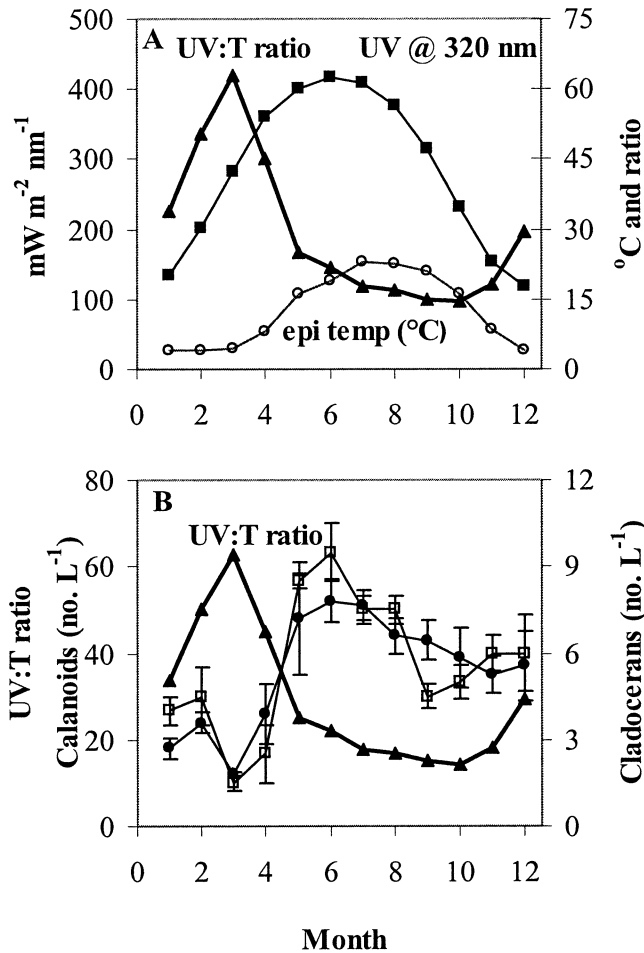 A
UV:T ratio
UV @ 320 nm
epi temp (°C)
500
400
300
200
100
0
mW m-2 nm-1
75
60
45
30
15
0
oC and ratio
0 2 4 6 8 10 12
B
UV:T ratio
80
60
40
20
0
UV:T ratio
Calanoids (no. L-1)
12
9
6
3
0
Cladocerans (no. L-1)
0 2 4 6 8 10 12
Month